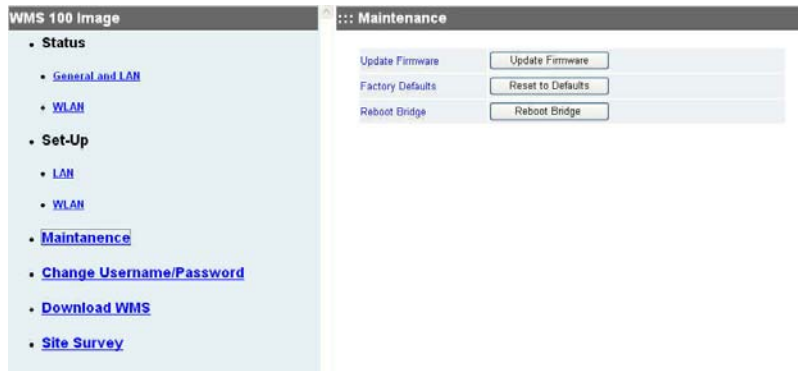 WMS 100 Image
• Status
• General and LAN
• WLAN
• Set-Up
• LAN
• WLAN
• Maintanence
• Change Username/Password
• Download WMS
• Site Survey
::: Maintenance
Update Firmware Update Firmware
Factory Defaults Reset to Defaults
Reboot Bridge Reboot Bridge